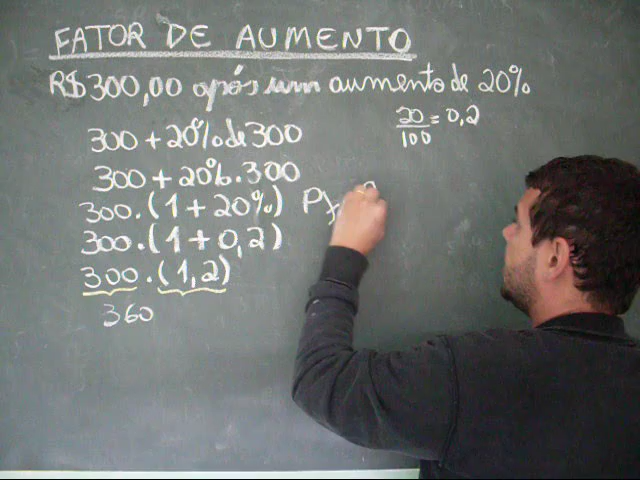 FATOR DE AUMENTO
R$300,00 após um aumento de 20%
20/100 = 0,2
300 + 20% de 300
300 + 20% . 300
300 . (1 + 20%)
300 . (1 + 0,2)
300 . (1,2)
360